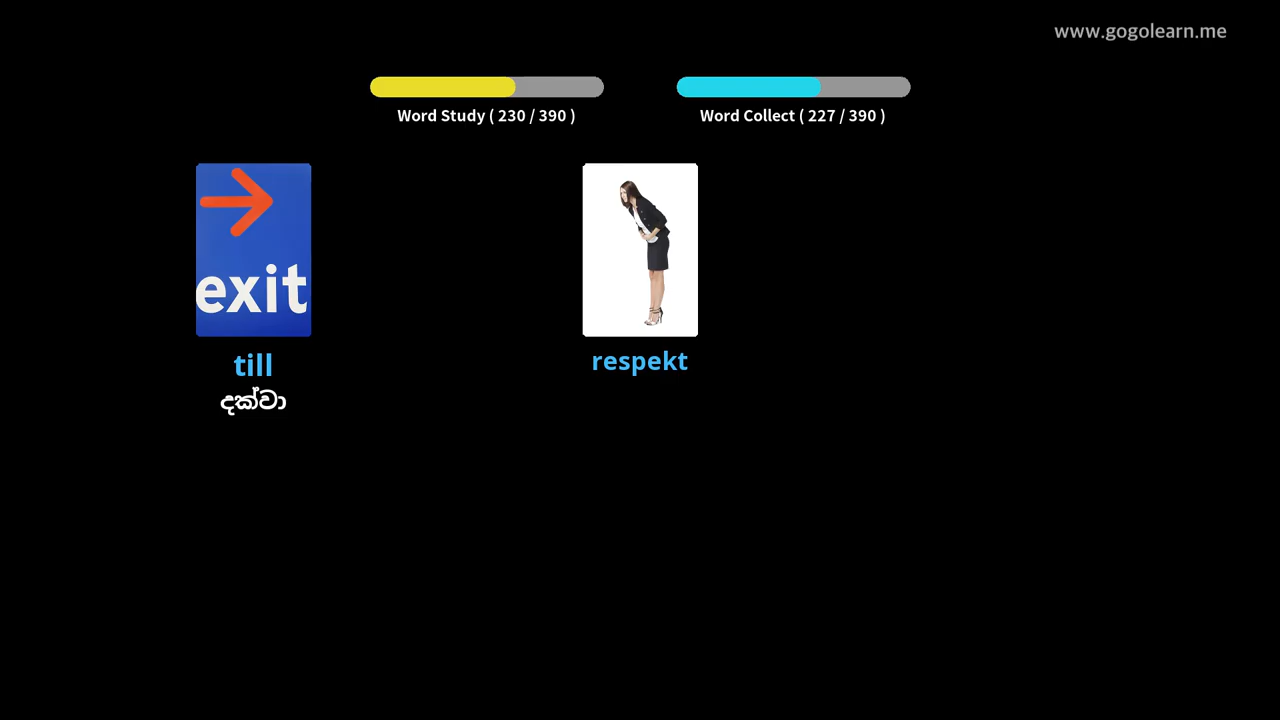 www.gogolearn.me
Word Study ( 230 / 390 )
Word Collect ( 227 / 390 )
exit
till
දක්වා
respekt